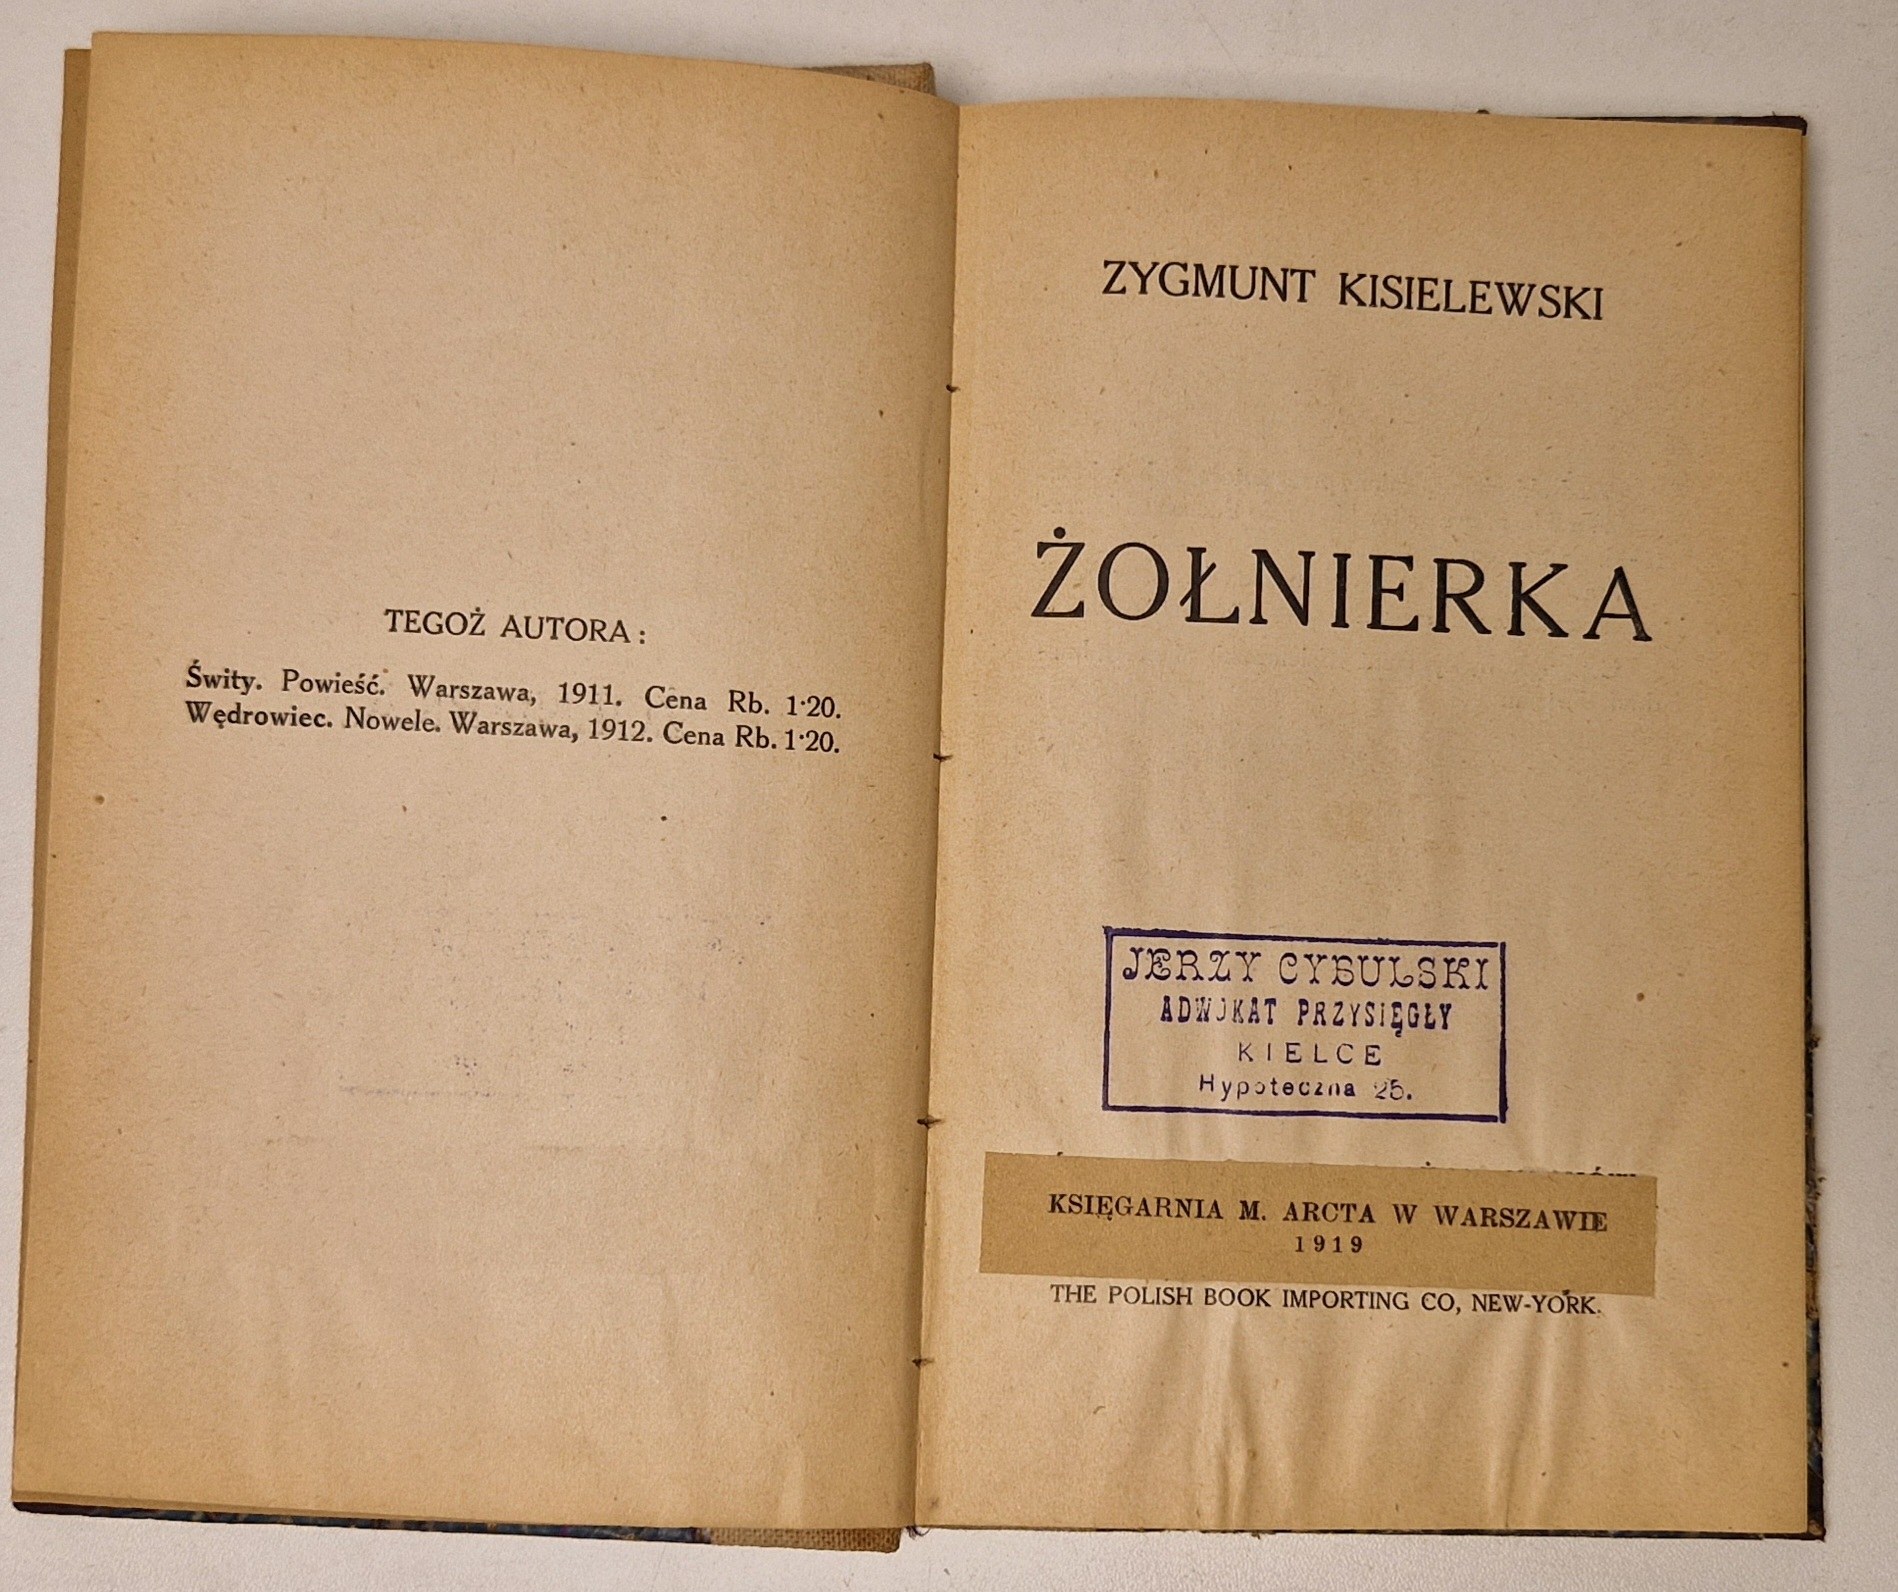 TEGOŻ AUTORA:
Świty. Powieść. Warszawa, 1911. Cena Rb. 1·20.
Wędrowiec. Nowele. Warszawa, 1912. Cena Rb. 1·20.
ZYGMUNT KISIELEWSKI
ŻOŁNIERKA
JERZY CYBULSKI
ADWOKAT PRZYSIĘGŁY
KIELCE
Hypoteczna 25.
KSIĘGARNIA M. ARCTA W WARSZAWIE
1919
THE POLISH BOOK IMPORTING CO, NEW-YORK.